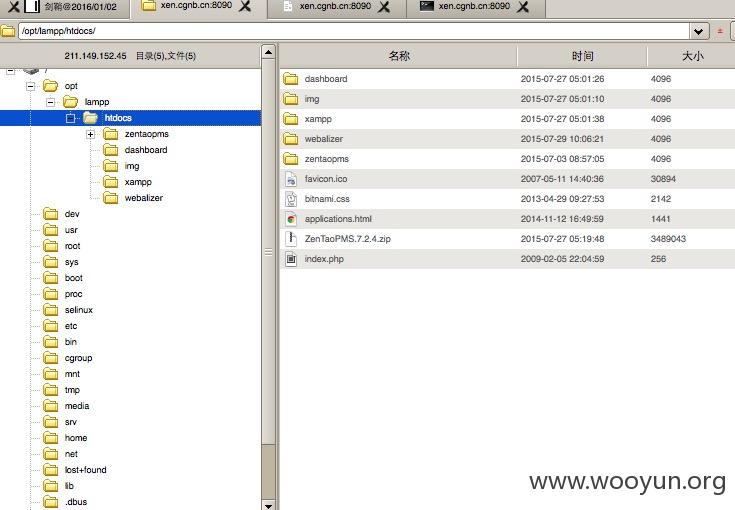 剑鞘@2016/01/02 xen.cgnb.cn:8090 xen.cgnb.cn:8090 xen.cgnb.cn:8090
/opt/lampp/htdocs/
211.149.152.45 目录(5),文件(5)
名称 时间 大小
/
opt
lampp
htdocs
zentaopms
dashboard
img
xampp
webalizer
dev
usr
root
sys
boot
proc
selinux
etc
bin
cgroup
mnt
tmp
media
srv
home
net
lost+found
lib
.dbus
dashboard 2015-07-27 05:01:26 4096
img 2015-07-27 05:01:10 4096
xampp 2015-07-27 05:01:38 4096
webalizer 2015-07-29 10:06:21 4096
zentaopms 2015-07-03 08:57:05 4096
favicon.ico 2007-05-11 14:40:36 30894
bitnami.css 2013-04-29 09:27:53 2142
applications.html 2014-11-12 16:49:59 1441
ZenTaoPMS.7.2.4.zip 2015-07-27 05:19:48 3489043
index.php 2009-02-05 22:04:59 256
www.wooyun.org